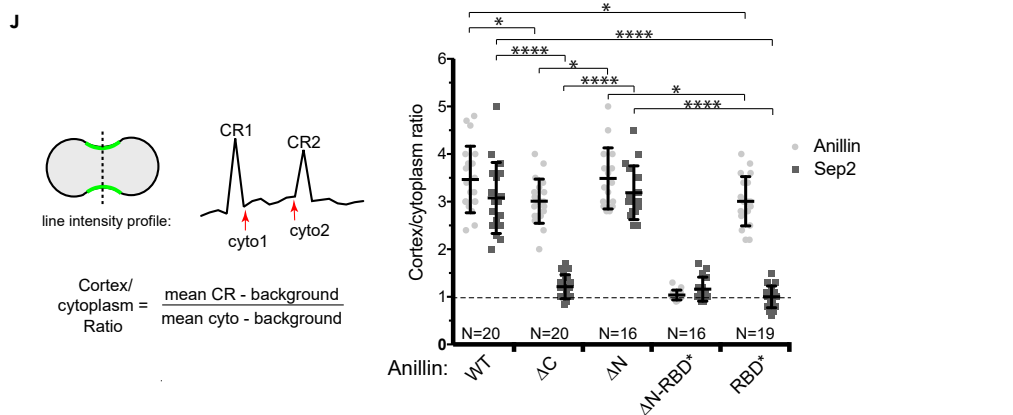 J
CR1
CR2
cyto1
cyto2
line intensity profile:
Cortex/
cytoplasm =
Ratio
mean CR - background
mean cyto - background
*
*
****
****
*
****
*
****
Cortex/cytoplasm ratio
6
5
4
3
2
1
0
Anillin
Sep2
N=20
N=20
N=16
N=16
N=19
Anillin:
WT
ΔC
ΔN
ΔN-RBD*
RBD*